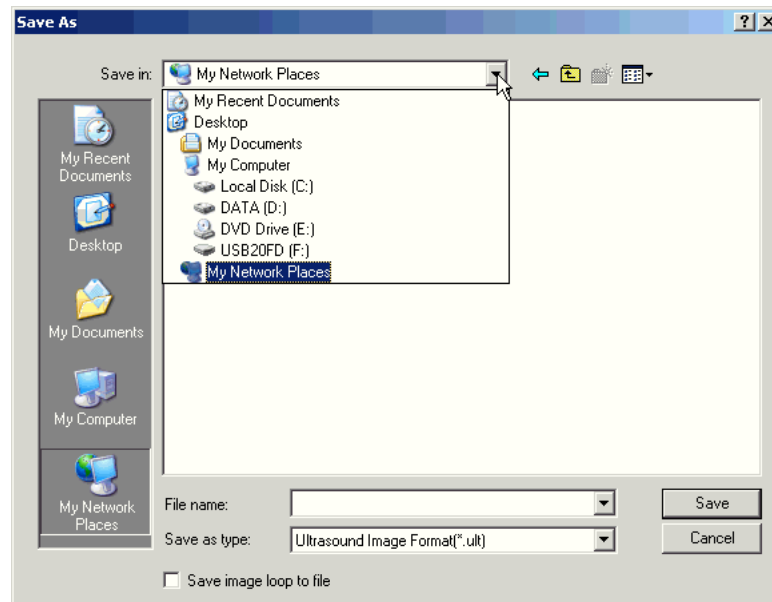 Save As
Save in: My Network Places
My Recent Documents
Desktop
My Documents
My Computer
Local Disk (C:)
DATA (D:)
DVD Drive (E:)
USB20FD (F:)
My Network Places
My Recent
Documents
Desktop
My Documents
My Computer
My Network
Places
File name:
Save
Save as type: Ultrasound Image Format(*.ult)
Cancel
Save image loop to file